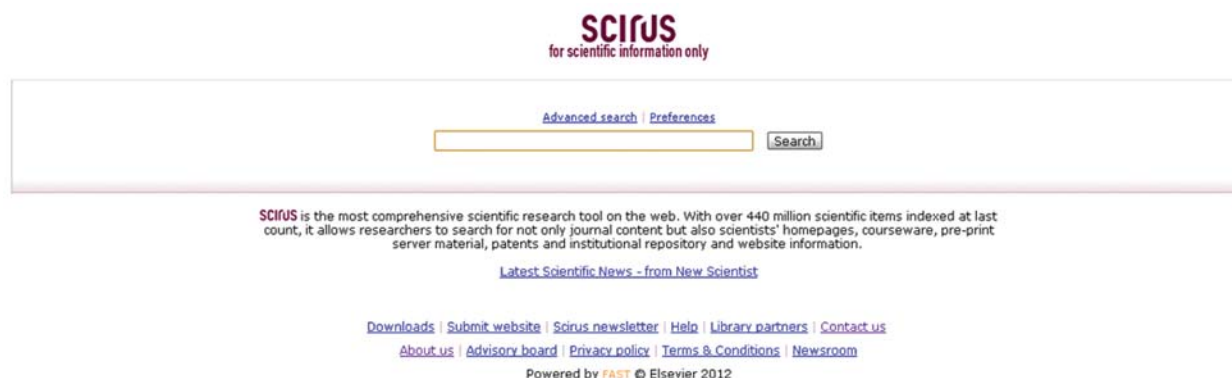 scirus
for scientific information only
Advanced search | Preferences
Search
scirus is the most comprehensive scientific research tool on the web. With over 440 million scientific items indexed at last
count, it allows researchers to search for not only journal content but also scientists' homepages, courseware, pre-print
server material, patents and institutional repository and website information.
Latest Scientific News - from New Scientist
Downloads | Submit website | Scirus newsletter | Help | Library partners | Contact us
About us | Advisory board | Privacy policy | Terms & Conditions | Newsroom
Powered by FAST © Elsevier 2012